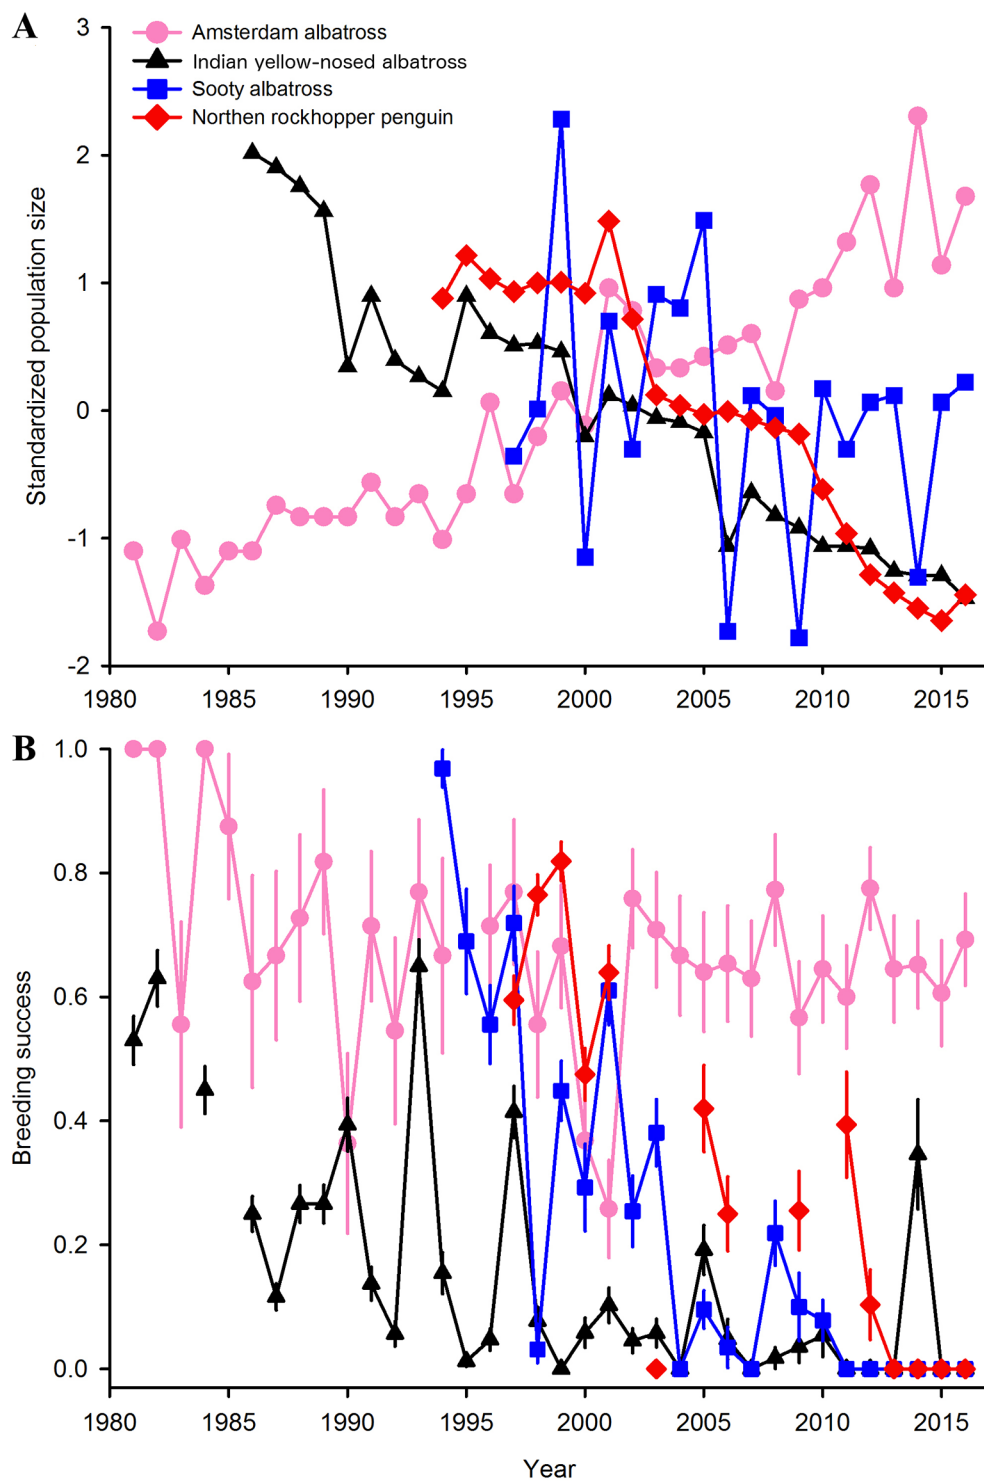 A
3
Amsterdam albatross
Indian yellow-nosed albatross
Sooty albatross
Northen rockhopper penguin
2
1
0
-1
-2
Standardized population size
1980 1985 1990 1995 2000 2005 2010 2015
B
1.0
0.8
0.6
0.4
0.2
0.0
Breeding success
1980 1985 1990 1995 2000 2005 2010 2015
Year